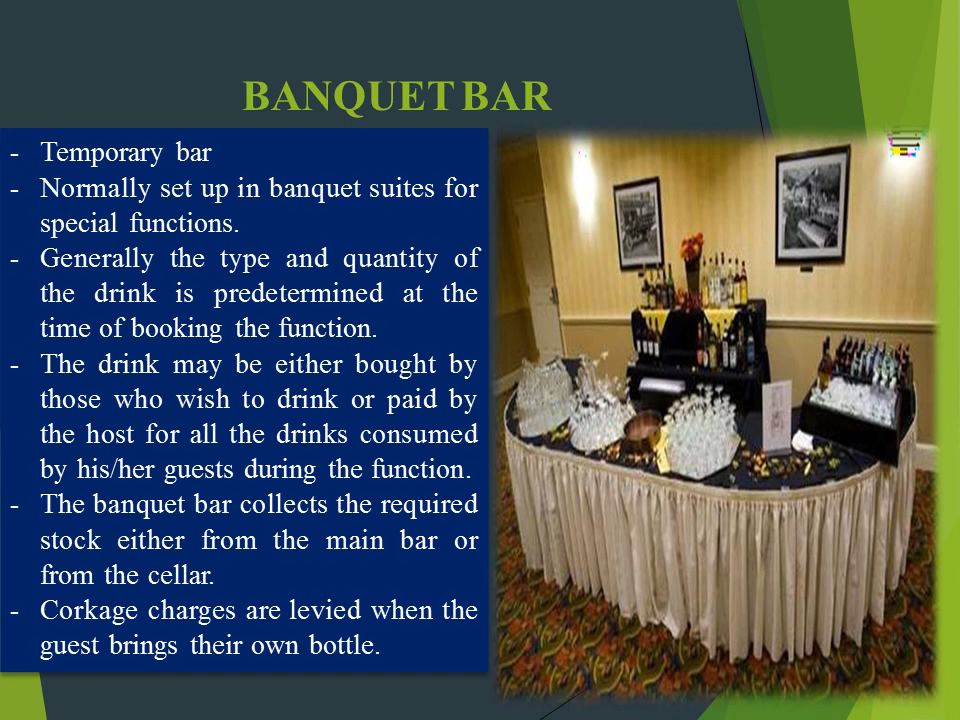 BANQUET BAR
- Temporary bar
- Normally set up in banquet suites for
special functions.
- Generally the type and quantity of
the drink is predetermined at the
time of booking the function.
- The drink may be either bought by
those who wish to drink or paid by
the host for all the drinks consumed
by his/her guests during the function.
- The banquet bar collects the required
stock either from the main bar or
from the cellar.
- Corkage charges are levied when the
guest brings their own bottle.